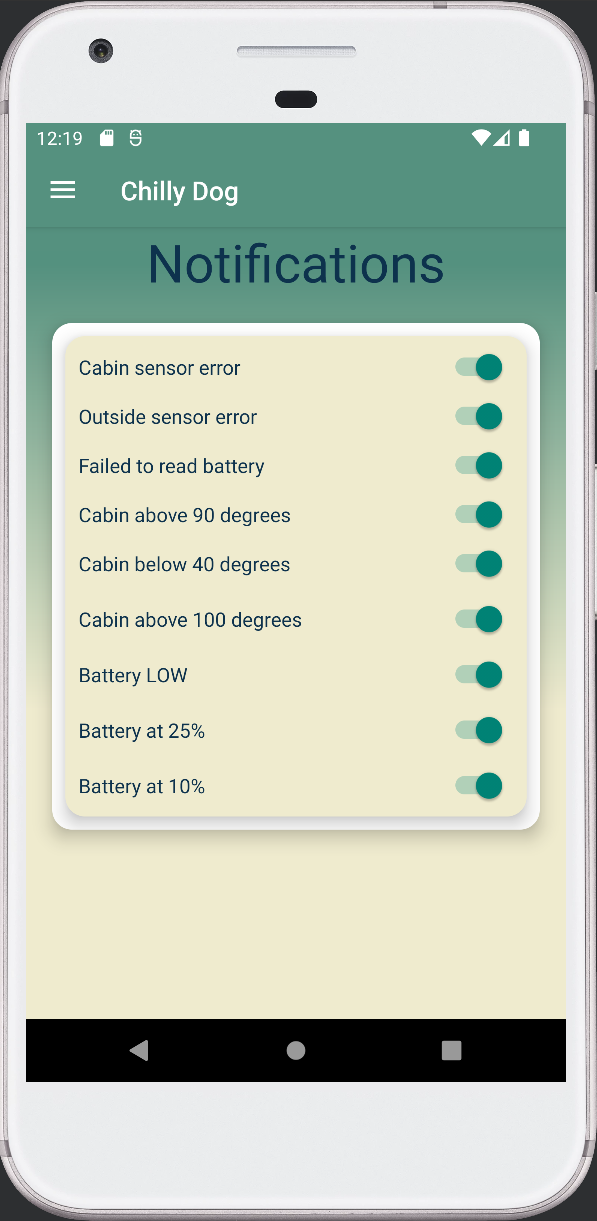 12:19
Chilly Dog
Notifications
Cabin sensor error
Outside sensor error
Failed to read battery
Cabin above 90 degrees
Cabin below 40 degrees
Cabin above 100 degrees
Battery LOW
Battery at 25%
Battery at 10%